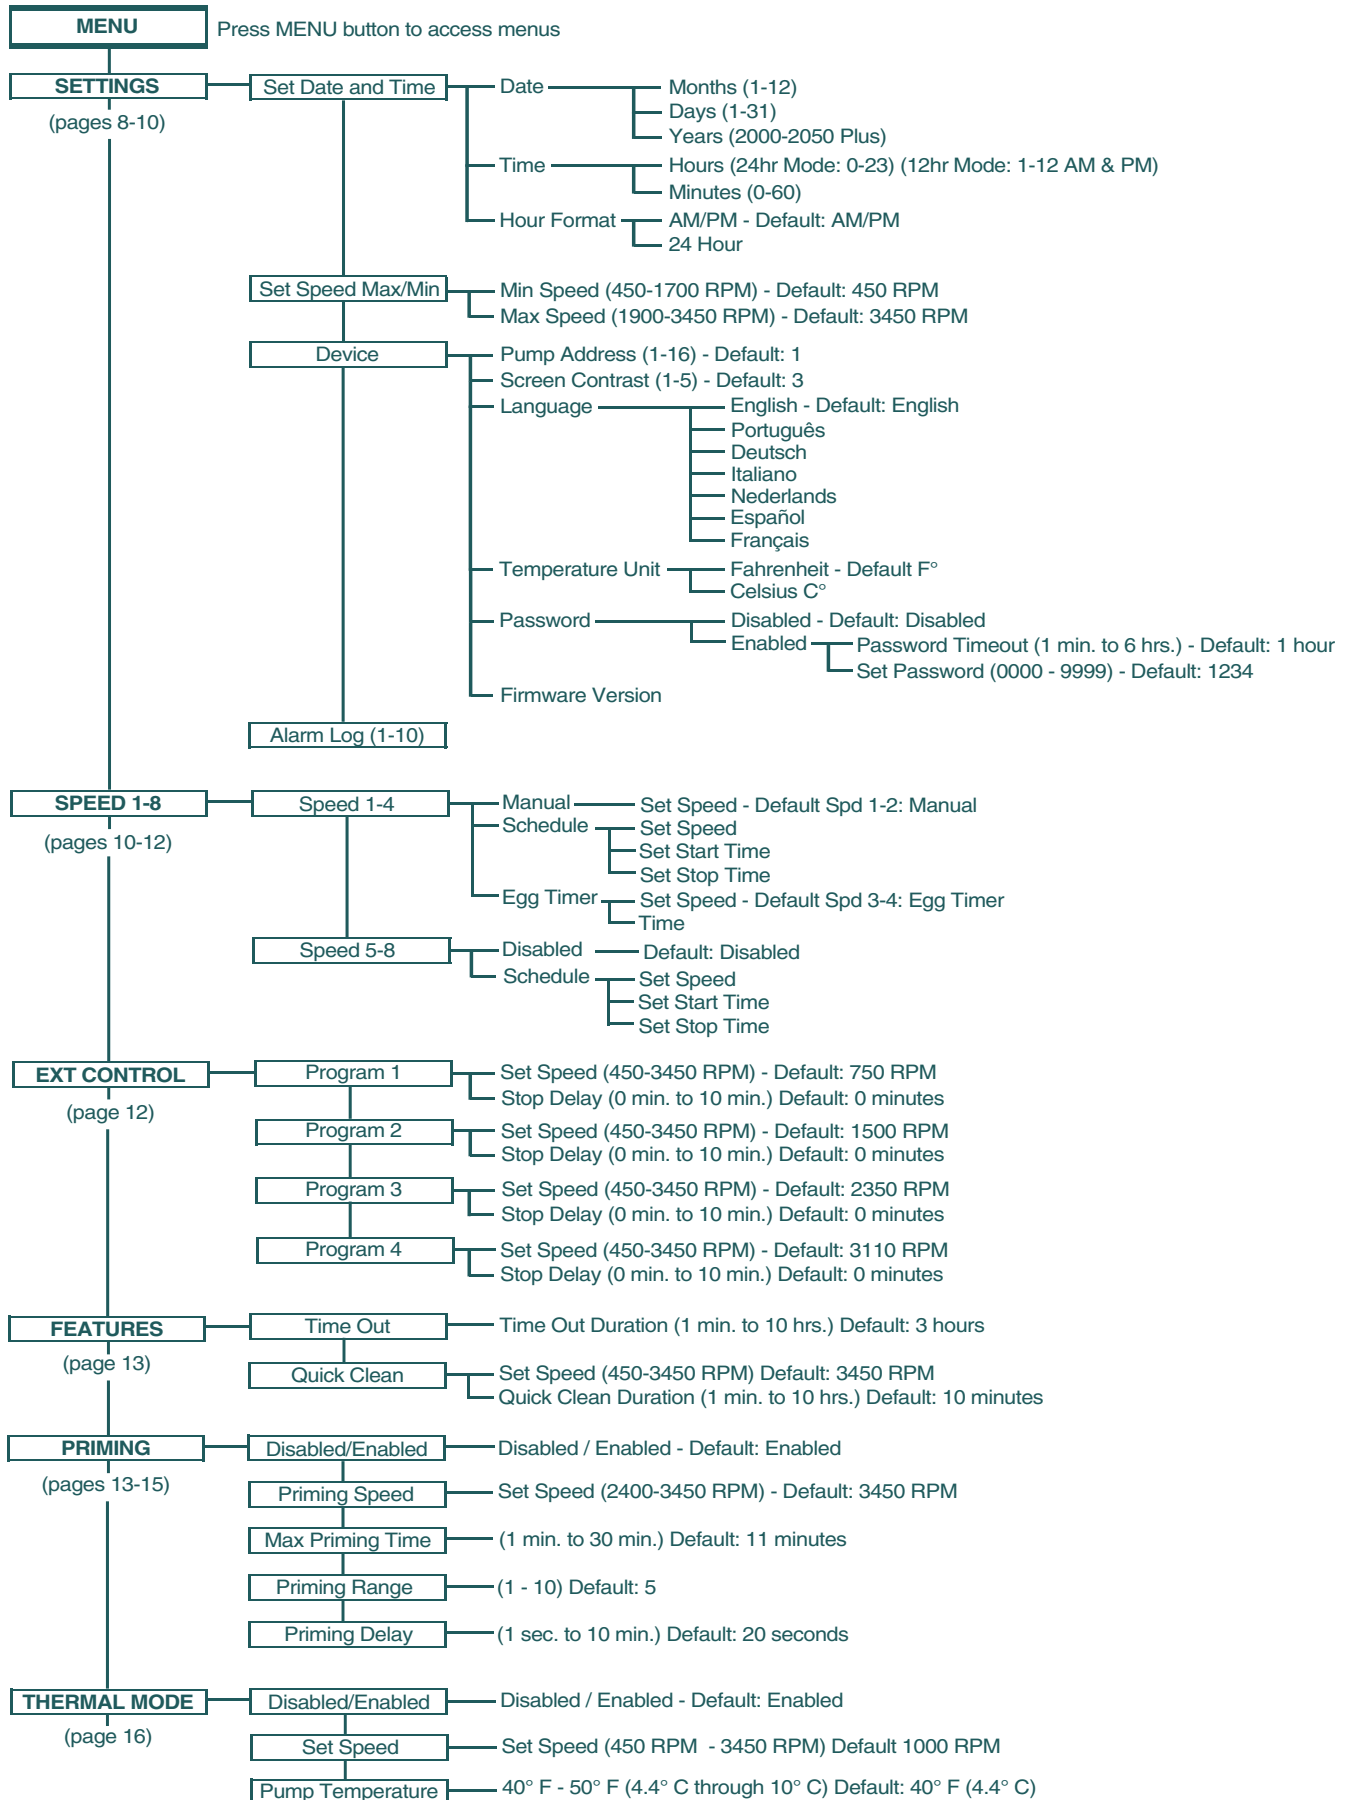 MENU Press MENU button to access menus
SETTINGS Set Date and Time Date Months (1-12)
Days (1-31)
(pages 8-10)
Years (2000-2050 Plus)
Time Hours (24hr Mode: 0-23) (12hr Mode: 1-12 AM & PM)
Minutes (0-60)
Hour Format AM/PM - Default: AM/PM
24 Hour
Set Speed Max/Min Min Speed (450-1700 RPM) - Default: 450 RPM
Max Speed (1900-3450 RPM) - Default: 3450 RPM
Device Pump Address (1-16) - Default: 1
Screen Contrast (1-5) - Default: 3
Language English - Default: English
Português
Deutsch
Italiano
Nederlands
Español
Français
Temperature Unit Fahrenheit - Default F°
Celsius C°
Password Disabled - Default: Disabled
Enabled Password Timeout (1 min. to 6 hrs.) - Default: 1 hour
Set Password (0000 - 9999) - Default: 1234
Firmware Version
Alarm Log (1-10)
SPEED 1-8 Speed 1-4 Manual Set Speed - Default Spd 1-2: Manual
Schedule Set Speed
(pages 10-12)
Set Start Time
Set Stop Time
Egg Timer Set Speed - Default Spd 3-4: Egg Timer
Time
Speed 5-8 Disabled Default: Disabled
Schedule Set Speed
Set Start Time
Set Stop Time
EXT CONTROL Program 1 Set Speed (450-3450 RPM) - Default: 750 RPM
Stop Delay (0 min. to 10 min.) Default: 0 minutes
(page 12)
Program 2 Set Speed (450-3450 RPM) - Default: 1500 RPM
Stop Delay (0 min. to 10 min.) Default: 0 minutes
Program 3 Set Speed (450-3450 RPM) - Default: 2350 RPM
Stop Delay (0 min. to 10 min.) Default: 0 minutes
Program 4 Set Speed (450-3450 RPM) - Default: 3110 RPM
Stop Delay (0 min. to 10 min.) Default: 0 minutes
FEATURES Time Out Time Out Duration (1 min. to 10 hrs.) Default: 3 hours
(page 13)
Quick Clean Set Speed (450-3450 RPM) Default: 3450 RPM
Quick Clean Duration (1 min. to 10 hrs.) Default: 10 minutes
PRIMING Disabled/Enabled Disabled / Enabled - Default: Enabled
(pages 13-15)
Priming Speed Set Speed (2400-3450 RPM) - Default: 3450 RPM
Max Priming Time (1 min. to 30 min.) Default: 11 minutes
Priming Range (1 - 10) Default: 5
Priming Delay (1 sec. to 10 min.) Default: 20 seconds
THERMAL MODE Disabled/Enabled Disabled / Enabled - Default: Enabled
(page 16)
Set Speed Set Speed (450 RPM - 3450 RPM) Default 1000 RPM
Pump Temperature 40° F - 50° F (4.4° C through 10° C) Default: 40° F (4.4° C)